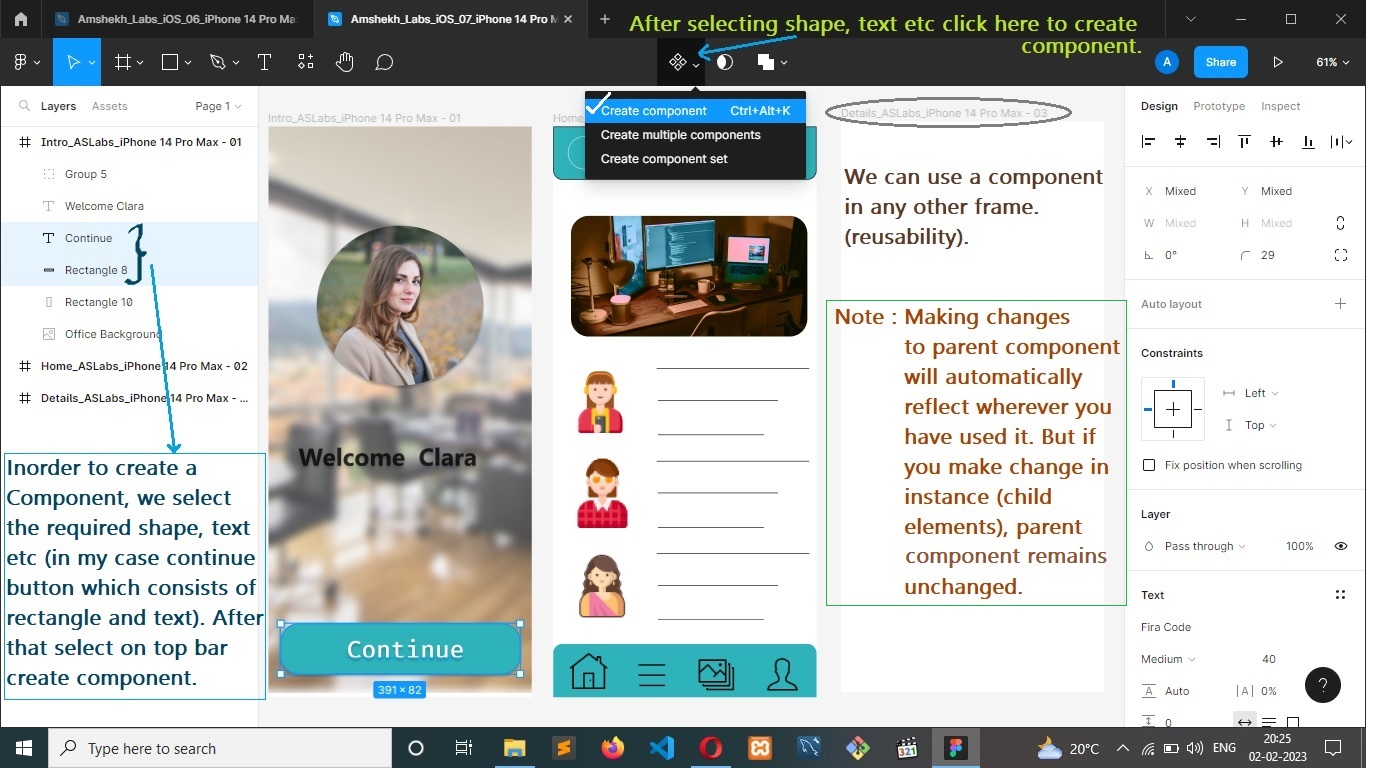 Amshekh_Labs_iOS_06_iPhone 14 Pro Ma
Amshekh_Labs_iOS_07_iPhone 14 Pro M
After selecting shape, text etc click here to create
component.
A
Share
61%
Layers
Assets
Page 1
Intro_ASLabs_iPhone 14 Pro Max - 01
Group 5
Welcome Clara
Continue
Rectangle 8
Rectangle 10
Office Background
Home_ASLabs_iPhone 14 Pro Max - 02
Details_ASLabs_iPhone 14 Pro Max - ...
Inorder to create a
Component, we select
the required shape, text
etc (in my case continue
button which consists of
rectangle and text). After
that select on top bar
create component.
Intro_ASLabs_iPhone 14 Pro Max - 01
Welcome Clara
Continue
391 × 82
Home_
Create component Ctrl+Alt+K
Create multiple components
Create component set
Details_ASLabs_iPhone 14 Pro Max - 03
We can use a component
in any other frame.
(reusability).
Note : Making changes
to parent component
will automatically
reflect wherever you
have used it. But if
you make change in
instance (child
elements), parent
component remains
unchanged.
Design
Prototype
Inspect
X Mixed
Y Mixed
W Mixed
H Mixed
0°
29
Auto layout
Constraints
Left
Top
Fix position when scrolling
Layer
Pass through
100%
Text
Fira Code
Medium
40
Auto
|A| 0%
0
?
Type here to search
321
20°C
ENG
20:25
02-02-2023